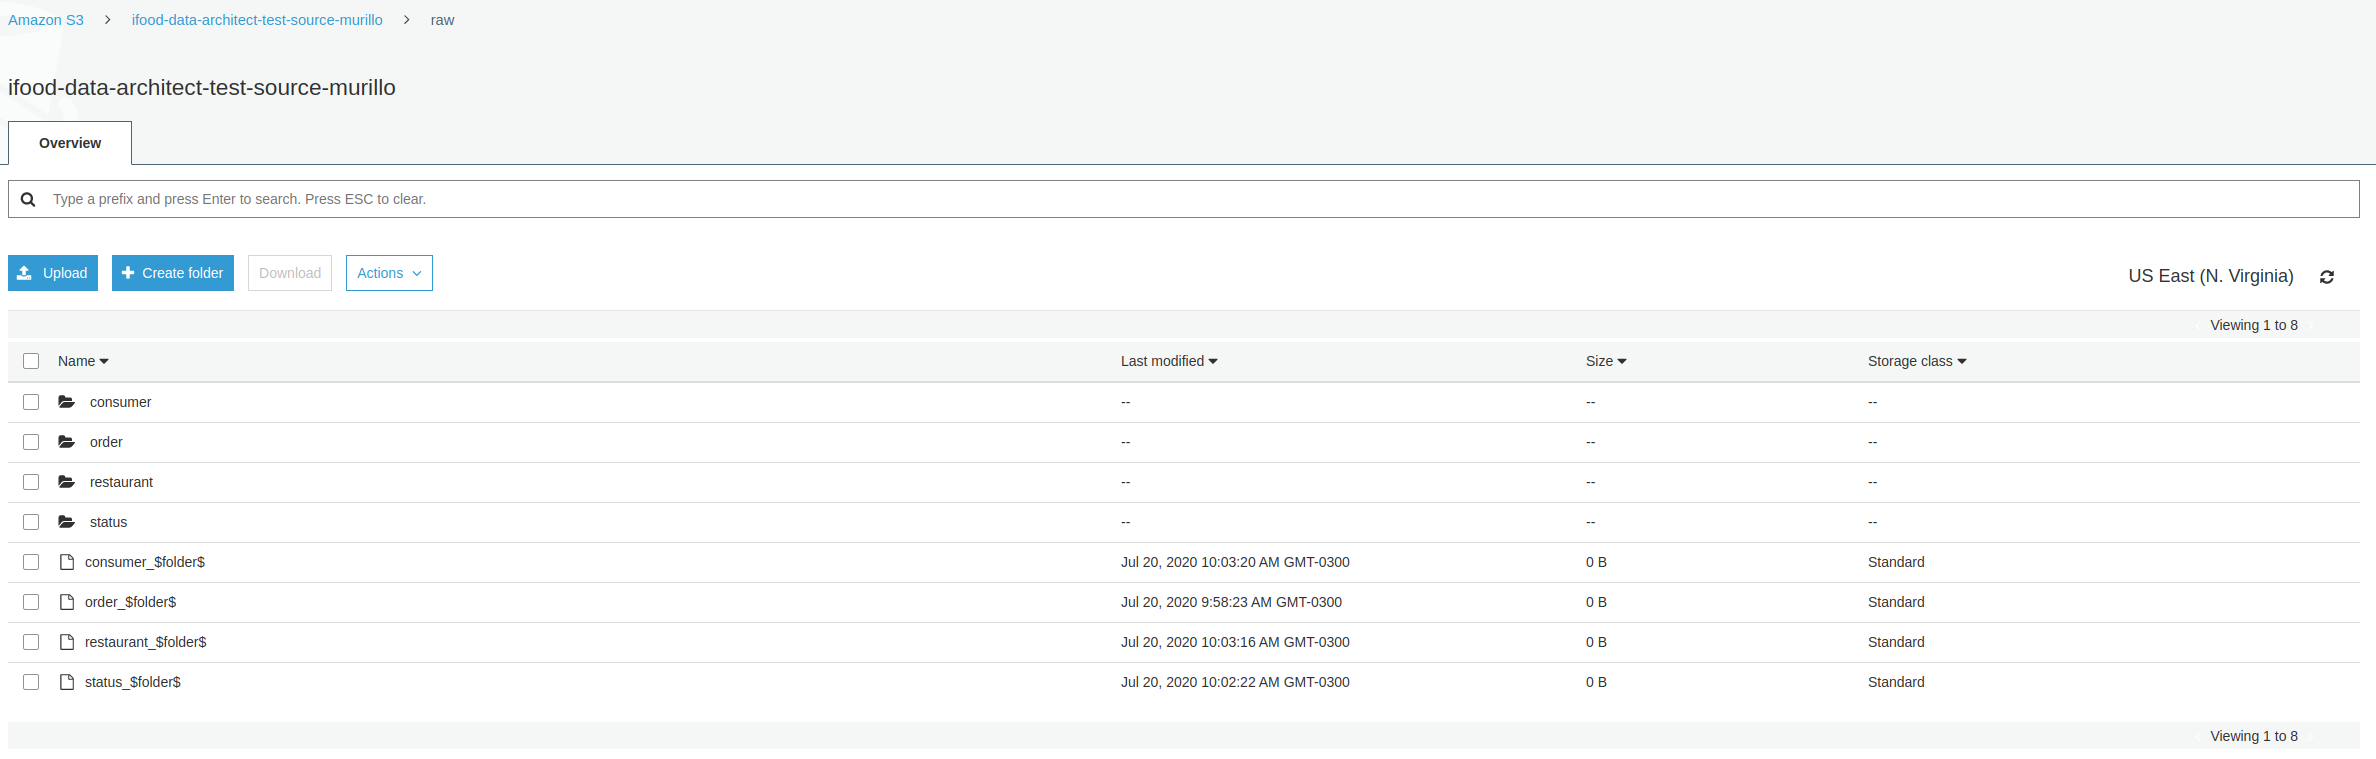 Amazon S3 > ifood-data-architect-test-source-murillo > raw
ifood-data-architect-test-source-murillo
Overview
Type a prefix and press Enter to search. Press ESC to clear.
Upload Create folder Download Actions US East (N. Virginia)
Viewing 1 to 8
Name Last modified Size Storage class
consumer -- -- --
order -- -- --
restaurant -- -- --
status -- -- --
consumer_$folder$ Jul 20, 2020 10:03:20 AM GMT-0300 0 B Standard
order_$folder$ Jul 20, 2020 9:58:23 AM GMT-0300 0 B Standard
restaurant_$folder$ Jul 20, 2020 10:03:16 AM GMT-0300 0 B Standard
status_$folder$ Jul 20, 2020 10:02:22 AM GMT-0300 0 B Standard
Viewing 1 to 8